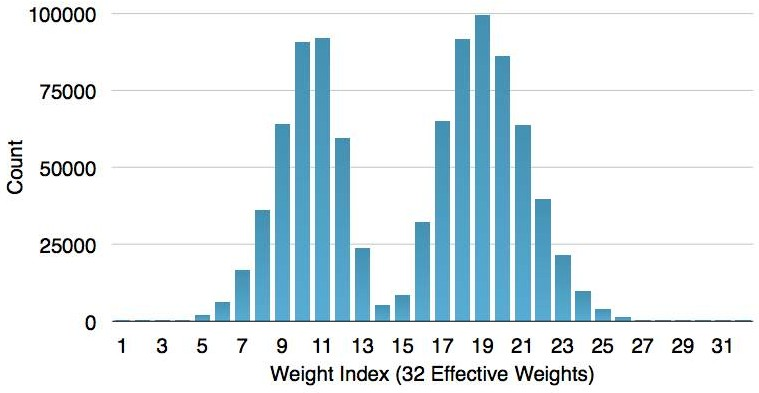 100000
75000
50000
25000
0
Count
1 3 5 7 9 11 13 15 17 19 21 23 25 27 29 31
Weight Index (32 Effective Weights)